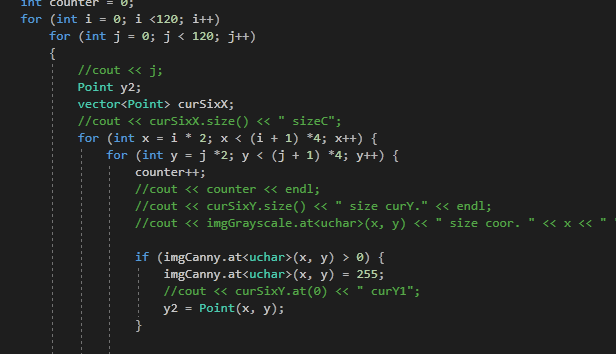 int counter = 0;
for (int i = 0; i <120; i++)
for (int j = 0; j < 120; j++)
{
//cout << j;
Point y2;
vector<Point> curSixX;
//cout << curSixX.size() << " sizeC";
for (int x = i * 2; x < (i + 1) *4; x++) {
for (int y = j *2; y < (j + 1) *4; y++) {
counter++;
//cout << counter << endl;
//cout << curSixY.size() << " size curY." << endl;
//cout << imgGrayscale.at<uchar>(x, y) << " size coor. " << x << " "
if (imgCanny.at<uchar>(x, y) > 0) {
imgCanny.at<uchar>(x, y) = 255;
//cout << curSixY.at(0) << " curY1";
y2 = Point(x, y);
}